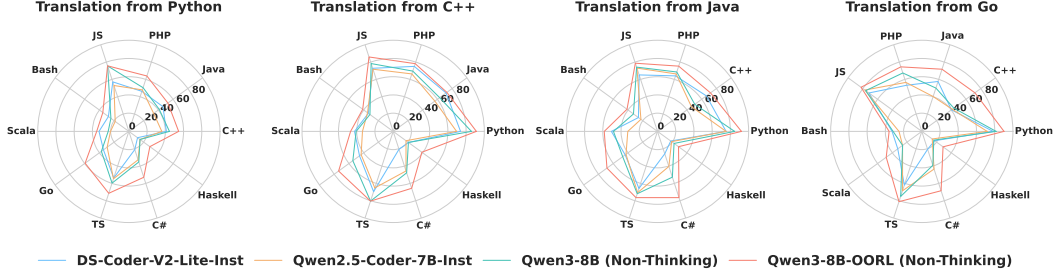 Translation from Python
Translation from C++
Translation from Java
Translation from Go
C++
Java
PHP
JS
Bash
Scala
Go
TS
C#
Haskell
0
20
40
60
80
Python
Java
PHP
JS
Bash
Scala
Go
TS
C#
Haskell
0
20
40
60
80
Python
C++
PHP
JS
Bash
Scala
Go
TS
C#
Haskell
0
20
40
60
80
Python
C++
Java
PHP
JS
Bash
Scala
TS
C#
Haskell
0
20
40
60
80
DS-Coder-V2-Lite-Inst
Qwen2.5-Coder-7B-Inst
Qwen3-8B (Non-Thinking)
Qwen3-8B-OORL (Non-Thinking)